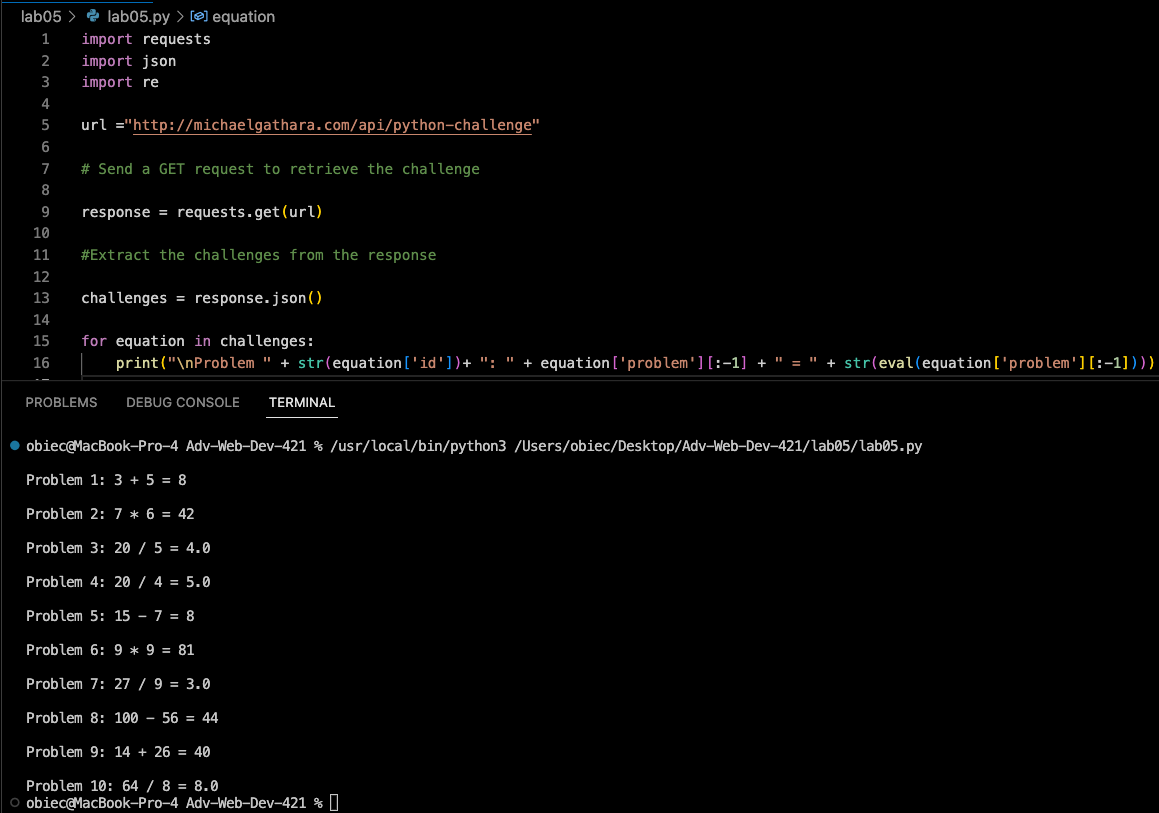 lab05 > lab05.py > equation
1 import requests
2 import json
3 import re
4
5 url ="http://michaelgathara.com/api/python-challenge"
6
7 # Send a GET request to retrieve the challenge
8
9 response = requests.get(url)
10
11 #Extract the challenges from the response
12
13 challenges = response.json()
14
15 for equation in challenges:
16     print("\nProblem " + str(equation['id'])+ ": " + equation['problem'][:-1] + " = " + str(eval(equation['problem'][:-1])))
PROBLEMS DEBUG CONSOLE TERMINAL
obiec@MacBook-Pro-4 Adv-Web-Dev-421 % /usr/local/bin/python3 /Users/obiec/Desktop/Adv-Web-Dev-421/lab05/lab05.py
Problem 1: 3 + 5 = 8
Problem 2: 7 * 6 = 42
Problem 3: 20 / 5 = 4.0
Problem 4: 20 / 4 = 5.0
Problem 5: 15 - 7 = 8
Problem 6: 9 * 9 = 81
Problem 7: 27 / 9 = 3.0
Problem 8: 100 - 56 = 44
Problem 9: 14 + 26 = 40
Problem 10: 64 / 8 = 8.0
obiec@MacBook-Pro-4 Adv-Web-Dev-421 %